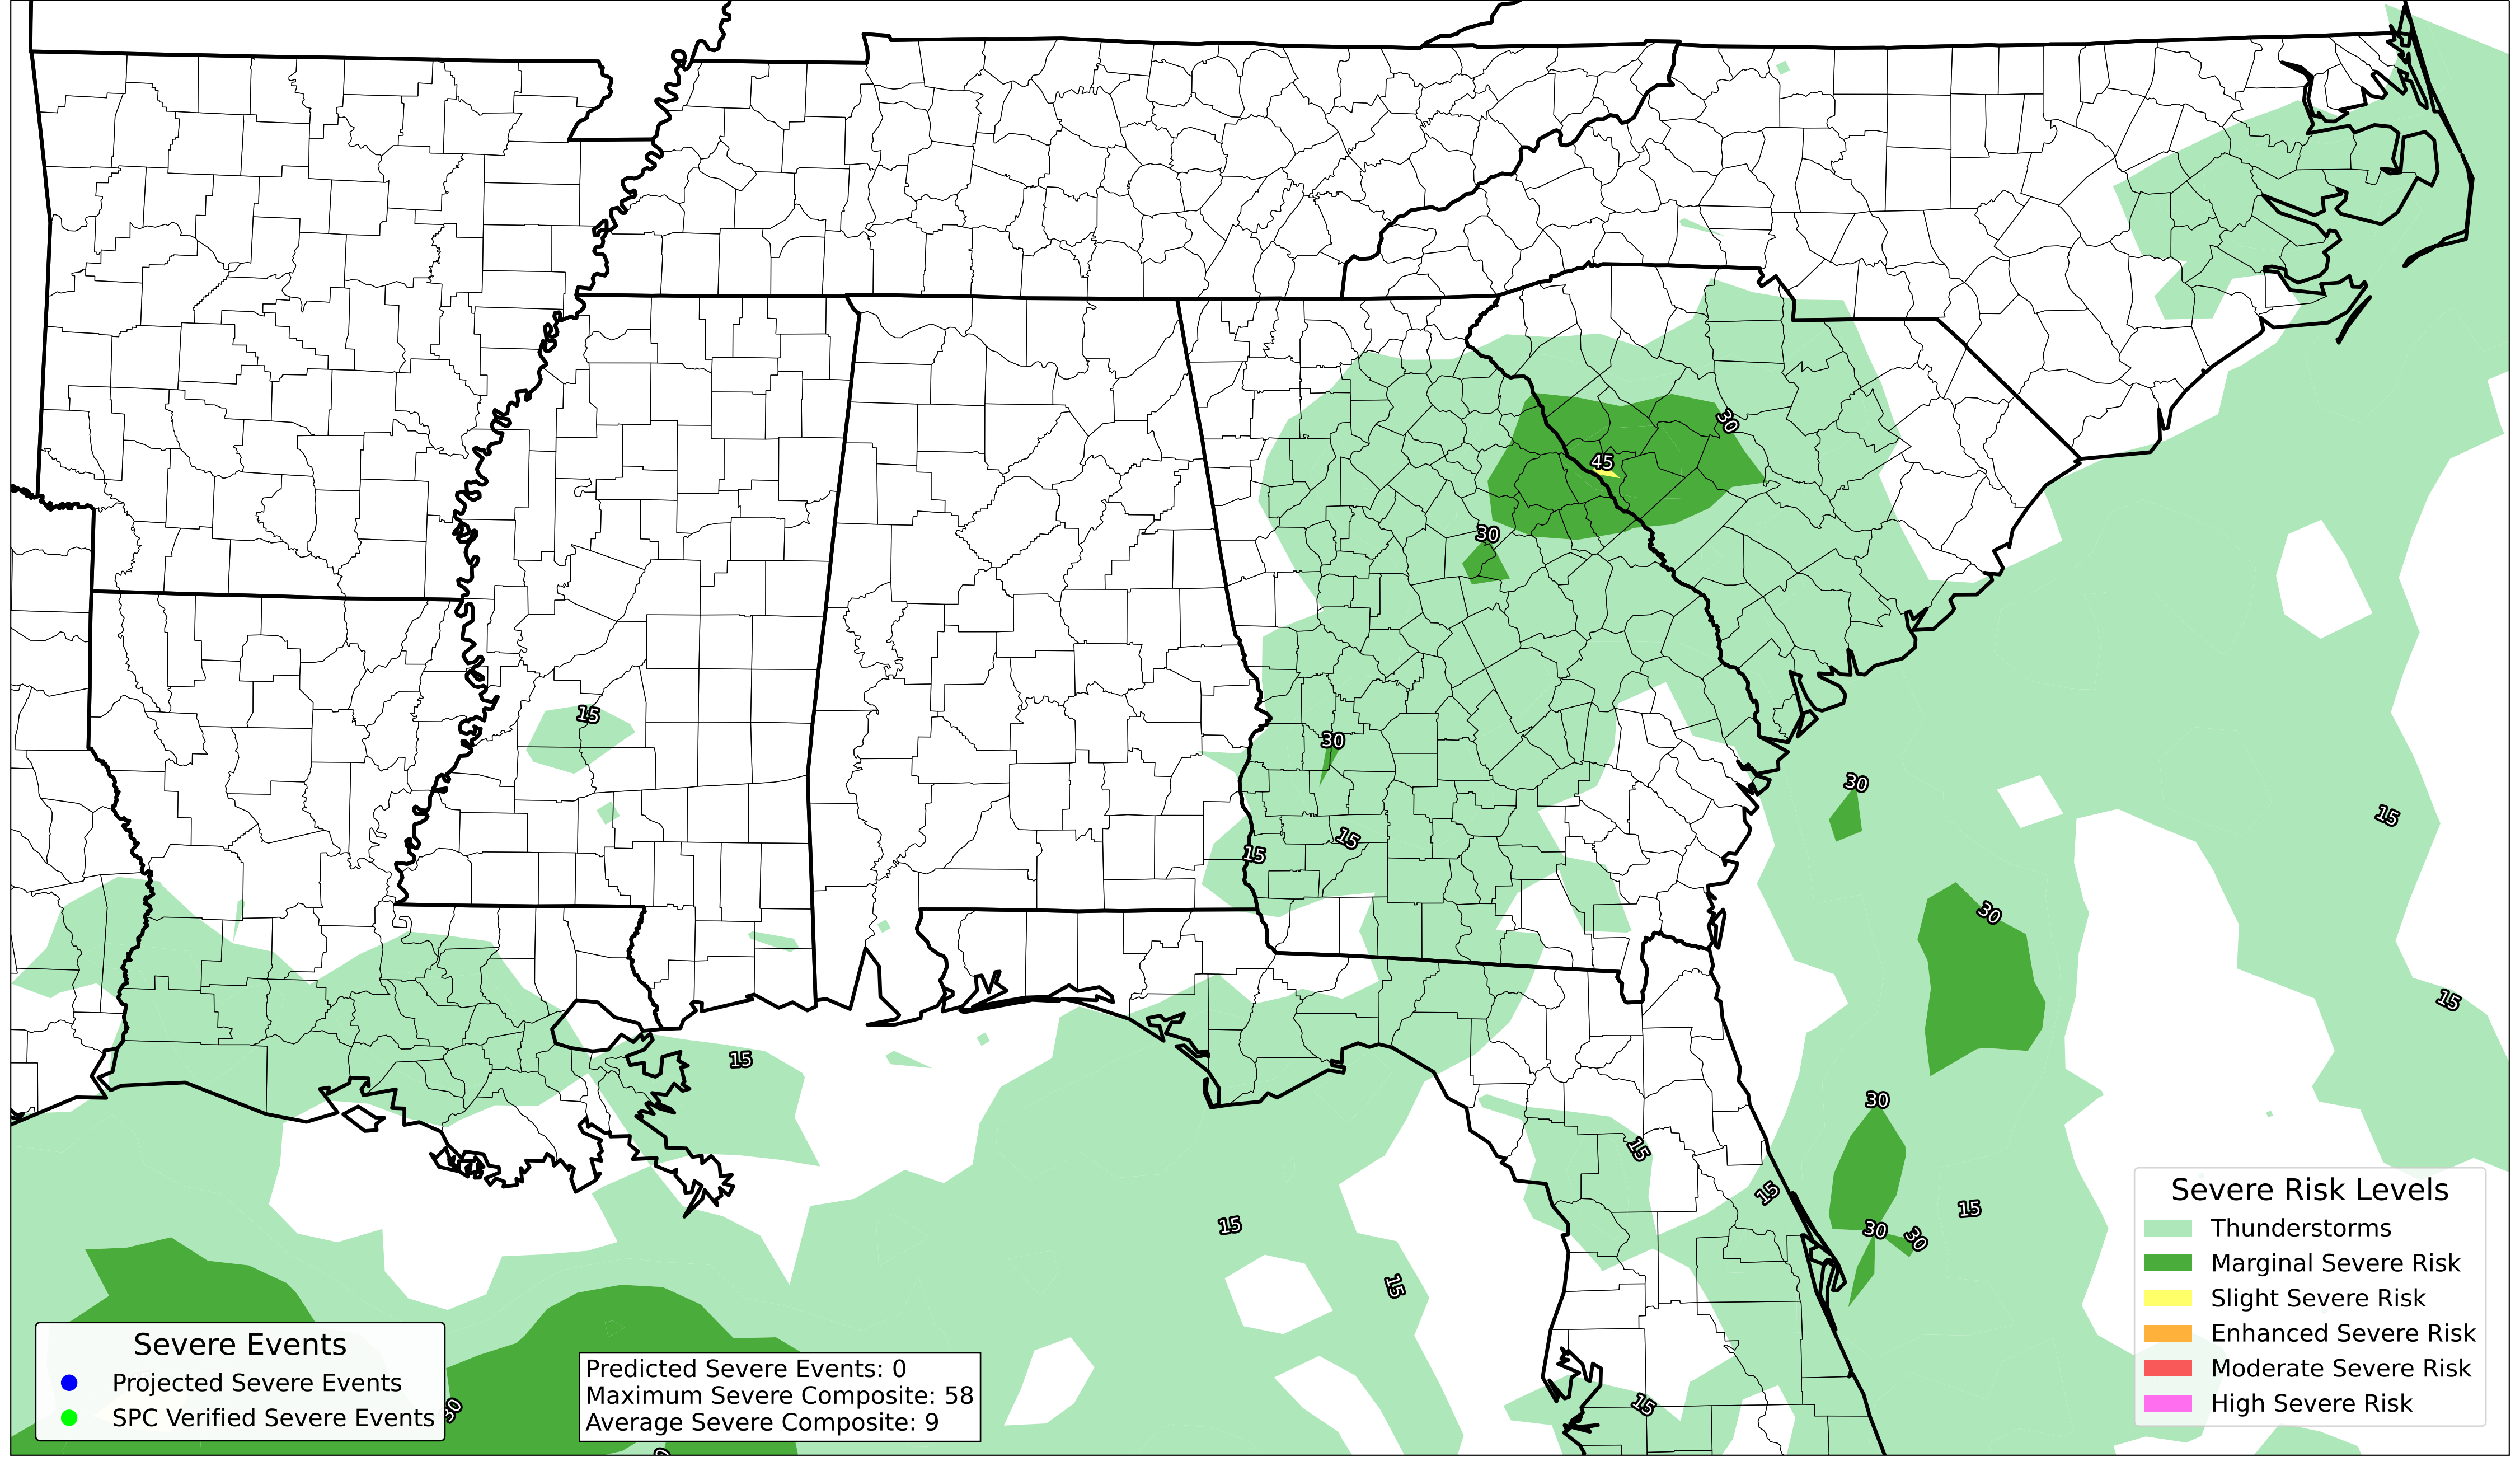 30
45
30
15
30
30
15
15
15
30
15
15
30
15
15
15
15
30
30
15
15
15
30
Severe Events
Projected Severe Events
SPC Verified Severe Events
Predicted Severe Events: 0
Maximum Severe Composite: 58
Average Severe Composite: 9
Severe Risk Levels
Thunderstorms
Marginal Severe Risk
Slight Severe Risk
Enhanced Severe Risk
Moderate Severe Risk
High Severe Risk